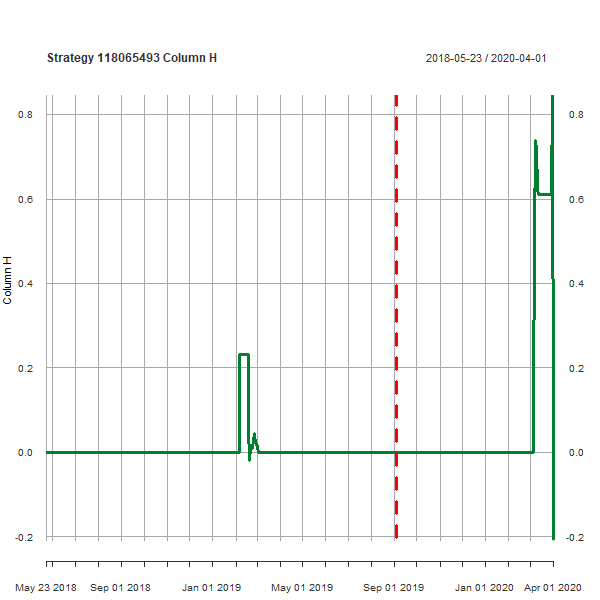 Strategy 118065493 Column H 2018-05-23 / 2020-04-01
0.8 0.8
0.6 0.6
Column H
0.4 0.4
0.2 0.2
0.0 0.0
-0.2 -0.2
May 23 2018 Sep 01 2018 Jan 01 2019 May 01 2019 Sep 01 2019 Jan 01 2020 Apr 01 2020